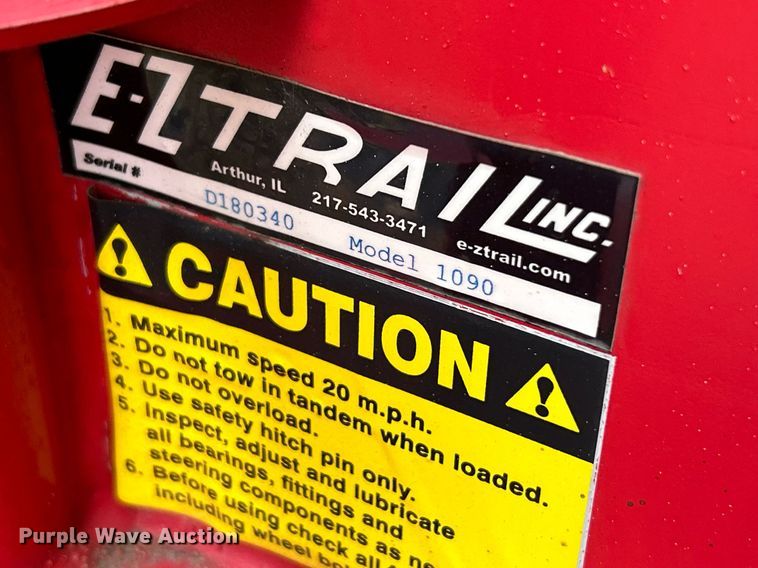 E-Z TRAIL INC.
Arthur, IL 217-543-3471 e-ztrail.com
Serial # D180340 Model 1090
CAUTION
1. Maximum speed 20 m.p.h.
2. Do not tow in tandem when loaded.
3. Do not overload.
4. Use safety hitch pin only.
5. Inspect, adjust and lubricate
all bearings, fittings and
steering components as
6. Before using check all
including wheel
Purple Wave Auction